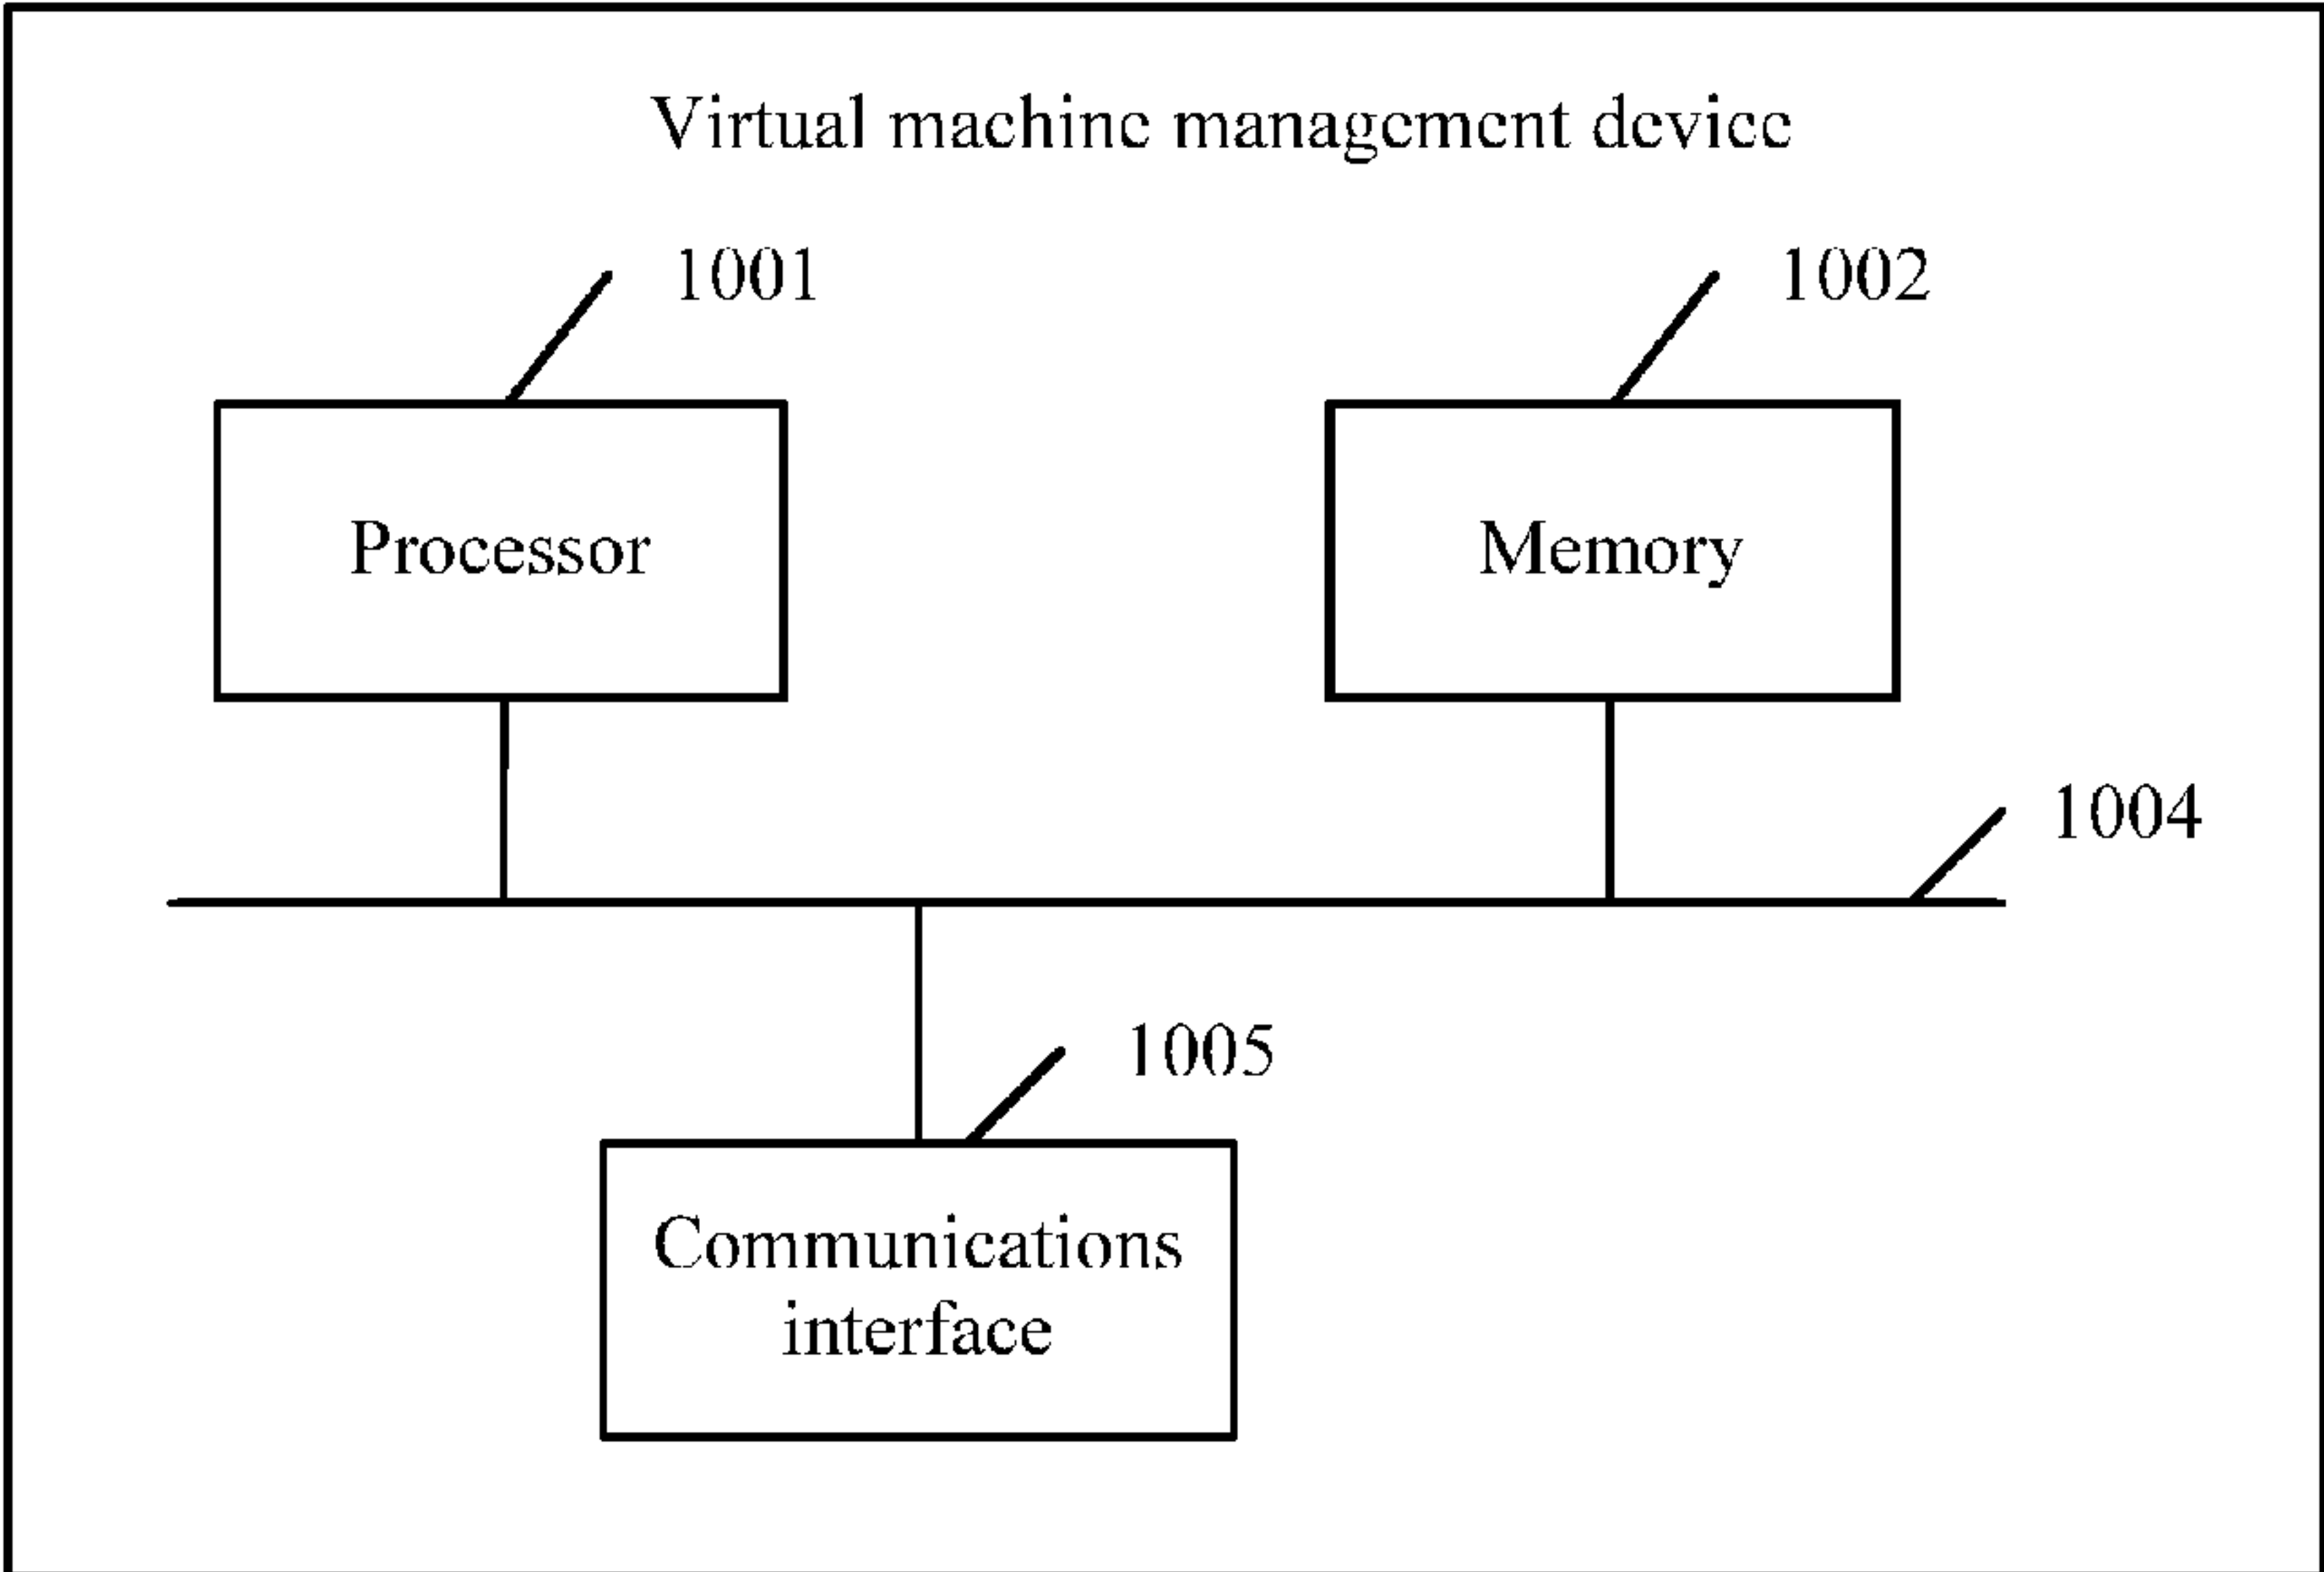 Virtual machine management device
1001
1002
Processor
Memory
1004
1005
Communications
interface